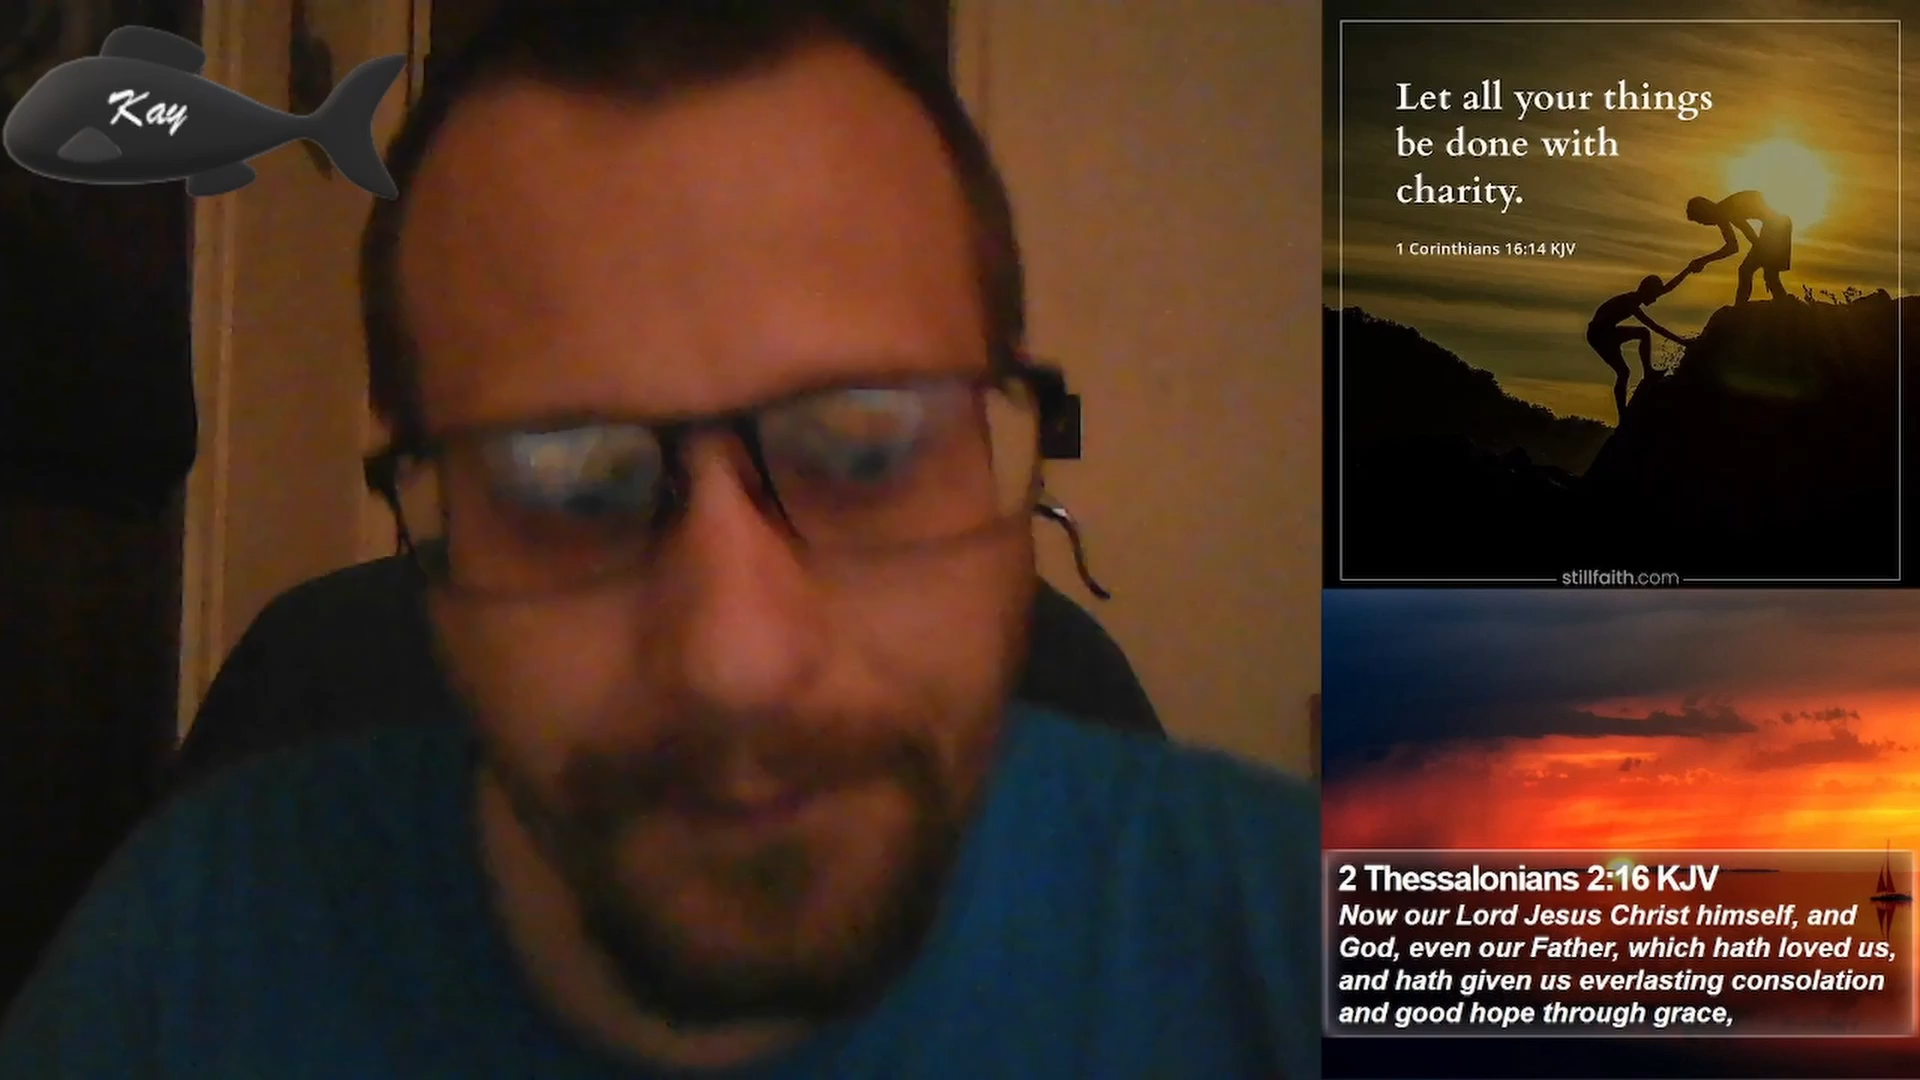 Kay
Let all your things
be done with
charity.
1 Corinthians 16:14 KJV
stillfaith.com
2 Thessalonians 2:16 KJV
Now our Lord Jesus Christ himself, and
God, even our Father, which hath loved us,
and hath given us everlasting consolation
and good hope through grace,